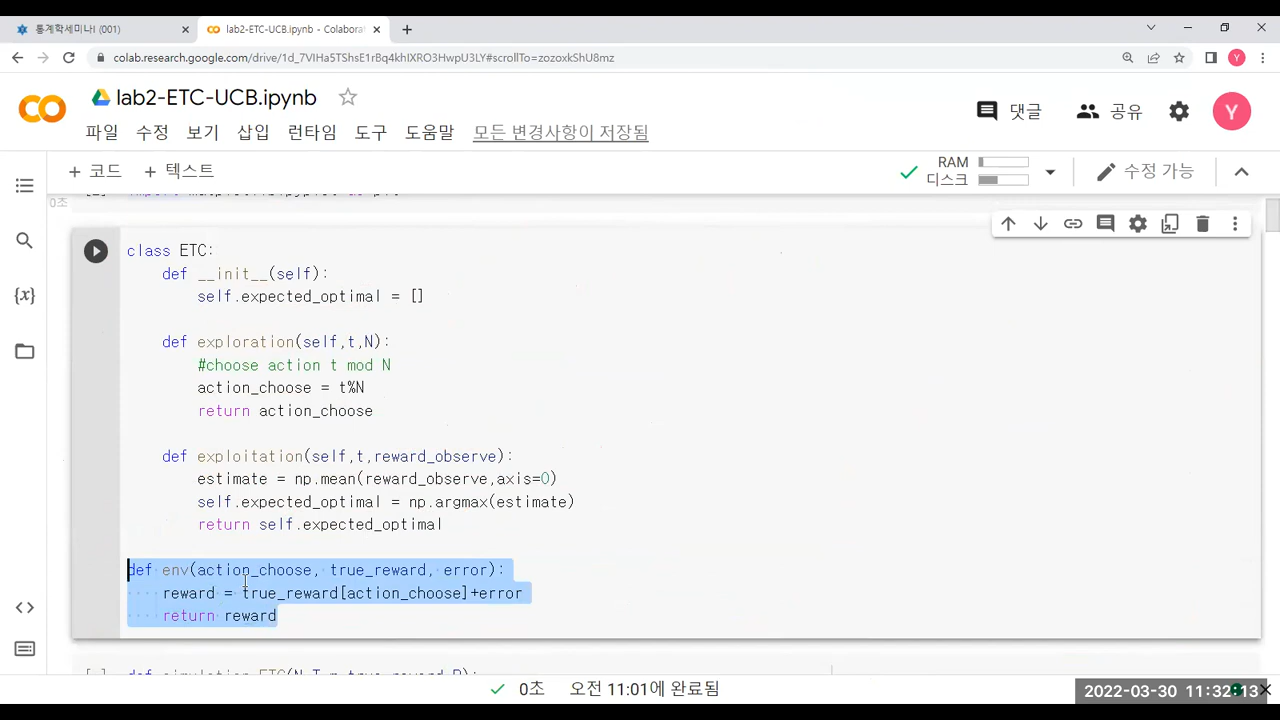 통계학세미나I (001)
lab2-ETC-UCB.ipynb - Colaborat
colab.research.google.com/drive/1d_7VIHa5TShsE1rBq4khIXRO3HwpU3LY#scrollTo=zozoxkShU8mz
lab2-ETC-UCB.ipynb
댓글
공유
Y
파일 수정 보기 삽입 런타임 도구 도움말 모든 변경사항이 저장됨
+ 코드 + 텍스트
RAM
디스크
수정 가능
0초
class ETC:
def __init__(self):
self.expected_optimal = []
def exploration(self,t,N):
#choose action t mod N
action_choose = t%N
return action_choose
def exploitation(self,t,reward_observe):
estimate = np.mean(reward_observe,axis=0)
self.expected_optimal = np.argmax(estimate)
return self.expected_optimal
def env(action_choose, true_reward, error):
reward = true_reward[action_choose]+error
return reward
0초 오전 11:01에 완료됨
2022-03-30 11:32:13